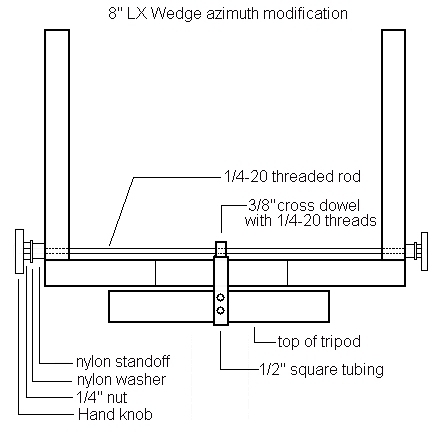 8" LX Wedge azimuth modification
1/4-20 threaded rod
3/8"cross dowel
with 1/4-20 threads
top of tripod
nylon standoff
1/2" square tubing
nylon washer
1/4" nut
Hand knob